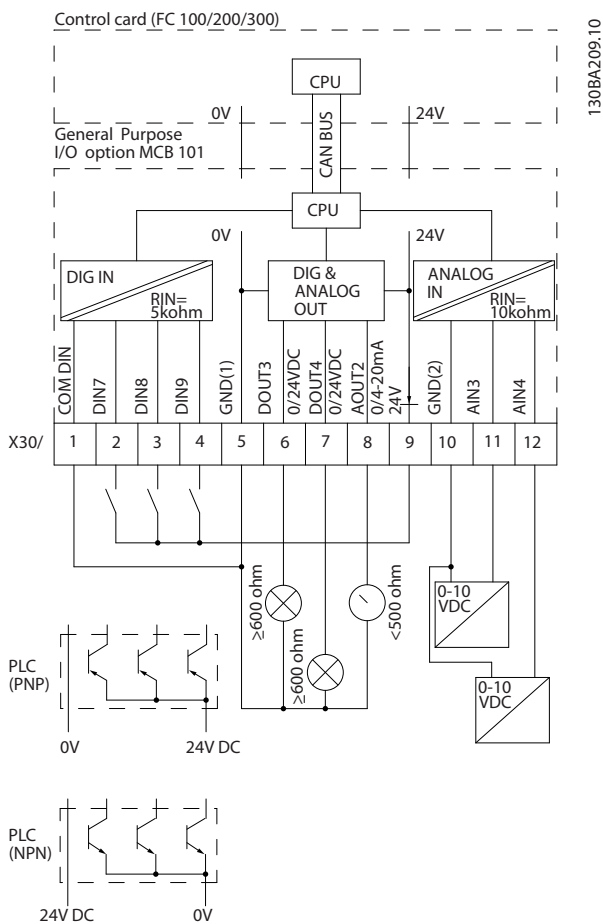 Control card (FC 100/200/300)
130BA209.10
CPU
0V
24V
CAN BUS
General Purpose
I/O option MCB 101
CPU
0V
24V
DIG IN
RIN=
5kohm
DIG &
ANALOG
OUT
ANALOG
IN
RIN=
10kohm
COM DIN
DIN7
DIN8
DIN9
GND(1)
DOUT3
0/24VDC
DOUT4
0/24VDC
AOUT2
0/4-20mA
24V
GND(2)
AIN3
AIN4
X30/
1
2
3
4
5
6
7
8
9
10
11
12
≥600 ohm
≥600 ohm
<500 ohm
0-10
VDC
0-10
VDC
PLC
(PNP)
0V
24V DC
PLC
(NPN)
24V DC
0V